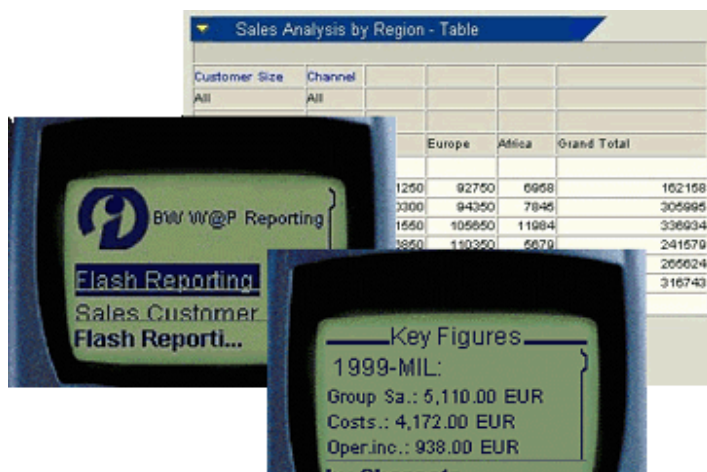 Sales Analysis by Region - Table
Customer Size Channel
All All
Europe Africa Grand Total
1250 92750 6958 162158
0300 94350 7845 305995
1550 105650 11984 336934
3850 110350 5679 241579
265624
316743
BW W@P Reporting
Flash Reporting
Sales Customer
Flash Reporti...
Key Figures
1999-MIL:
Group Sa.: 5,110.00 EUR
Costs.: 4,172.00 EUR
Oper.inc.: 938.00 EUR